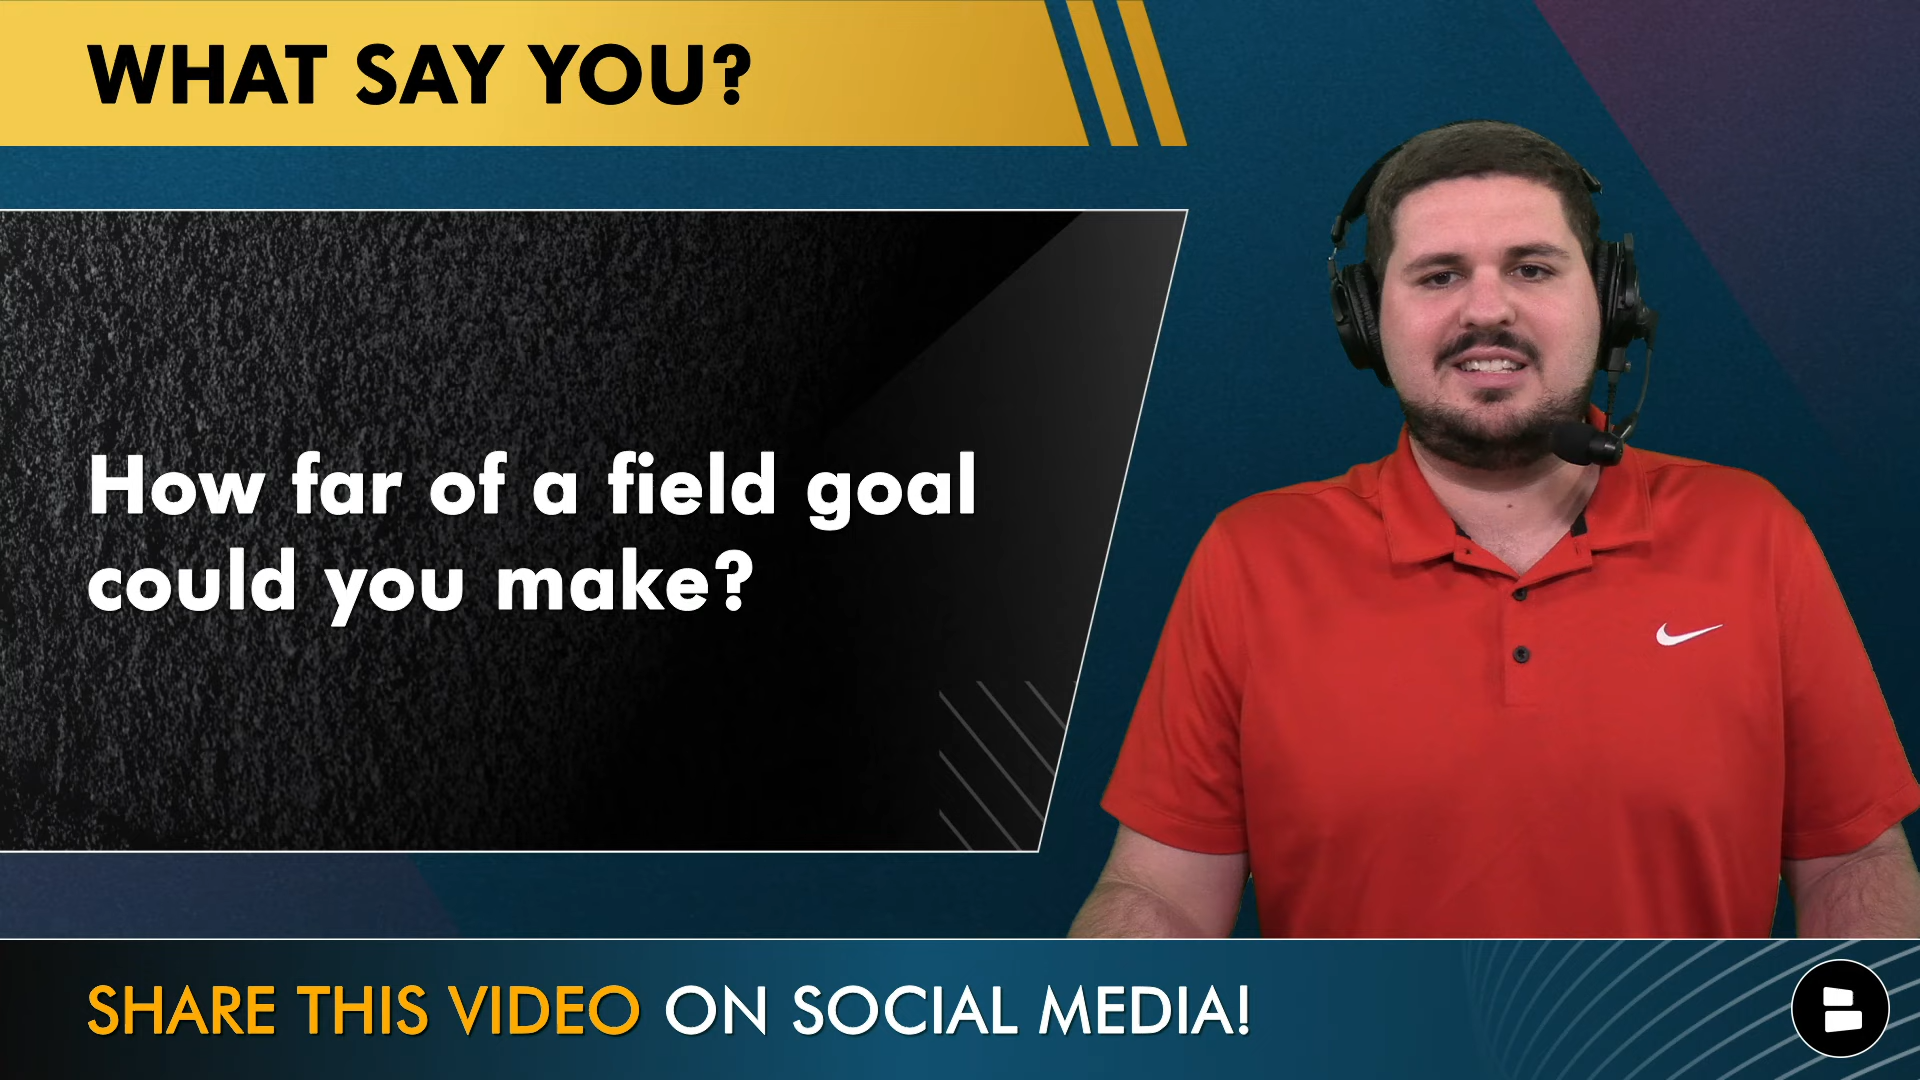 WHAT SAY YOU?
How far of a field goal
could you make?
SHARE THIS VIDEO ON SOCIAL MEDIA!